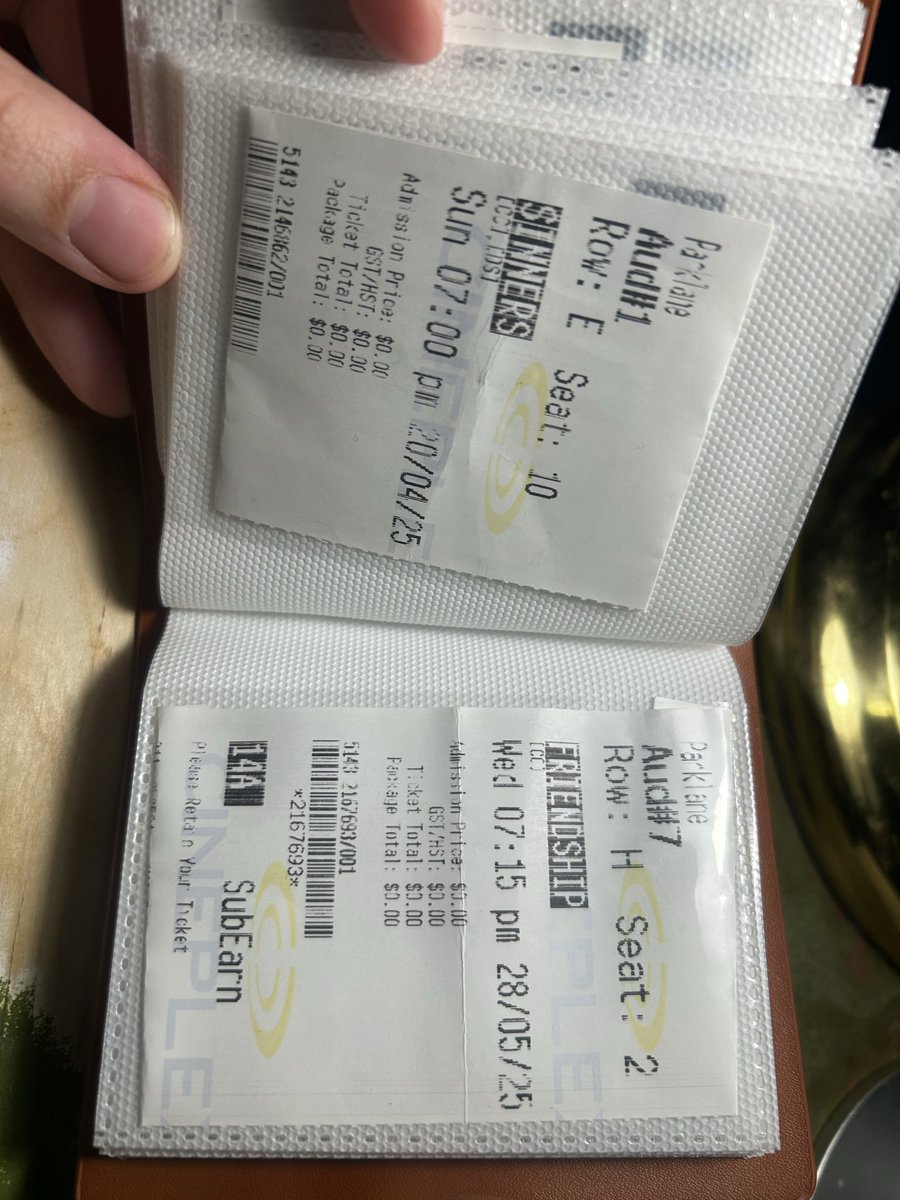 Parklane
Aud#1
Row: E Seat: 10
SINNERS
Sun 07:00 pm 20/04/25
Admission Price: $0.00
GST/HST: $0.00
Ticket Total: $0.00
Package Total: $0.00
5143 2146862/001
Parklane
Aud#7
Row: H Seat: 2
FRIENDSHIP
[CC]
Wed 07:15 pm 28/05/25
Admission Price: $0.00
GST/HST: $0.00
Ticket Total: $0.00
Package Total: $0.00
5143 2167693/001
*2167693*
SubEarn
14A
Please Retain Your Ticket
CINEPLEX